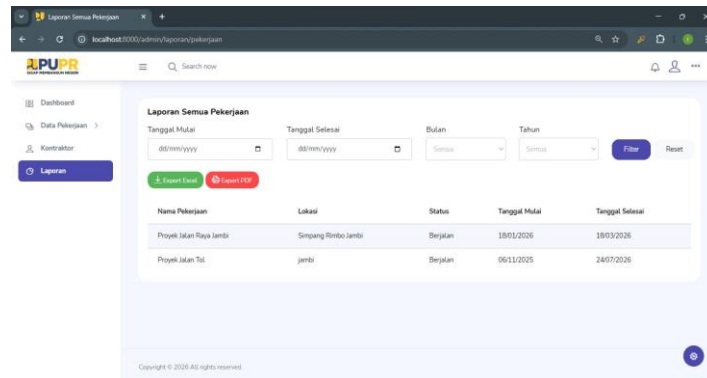 Laporan Semua Pekerjaan
localhost:8000/admin/laporan/pekerjaan
PUPR
SIGAP MEMBANGUN NEGERI
Search now
Dashboard
Data Pekerjaan
Kontraktor
Laporan
Laporan Semua Pekerjaan
Tanggal Mulai Tanggal Selesai Bulan Tahun
dd/mm/yyyy dd/mm/yyyy Semua Semua Filter Reset
Export Excel Export PDF
Nama Pekerjaan Lokasi Status Tanggal Mulai Tanggal Selesai
Proyek Jalan Raya Jambi Simpang Rimbo Jambi Berjalan 18/01/2026 18/03/2026
Proyek Jalan Tol jambi Berjalan 06/11/2025 24/07/2026
Copyright © 2026 All rights reserved.